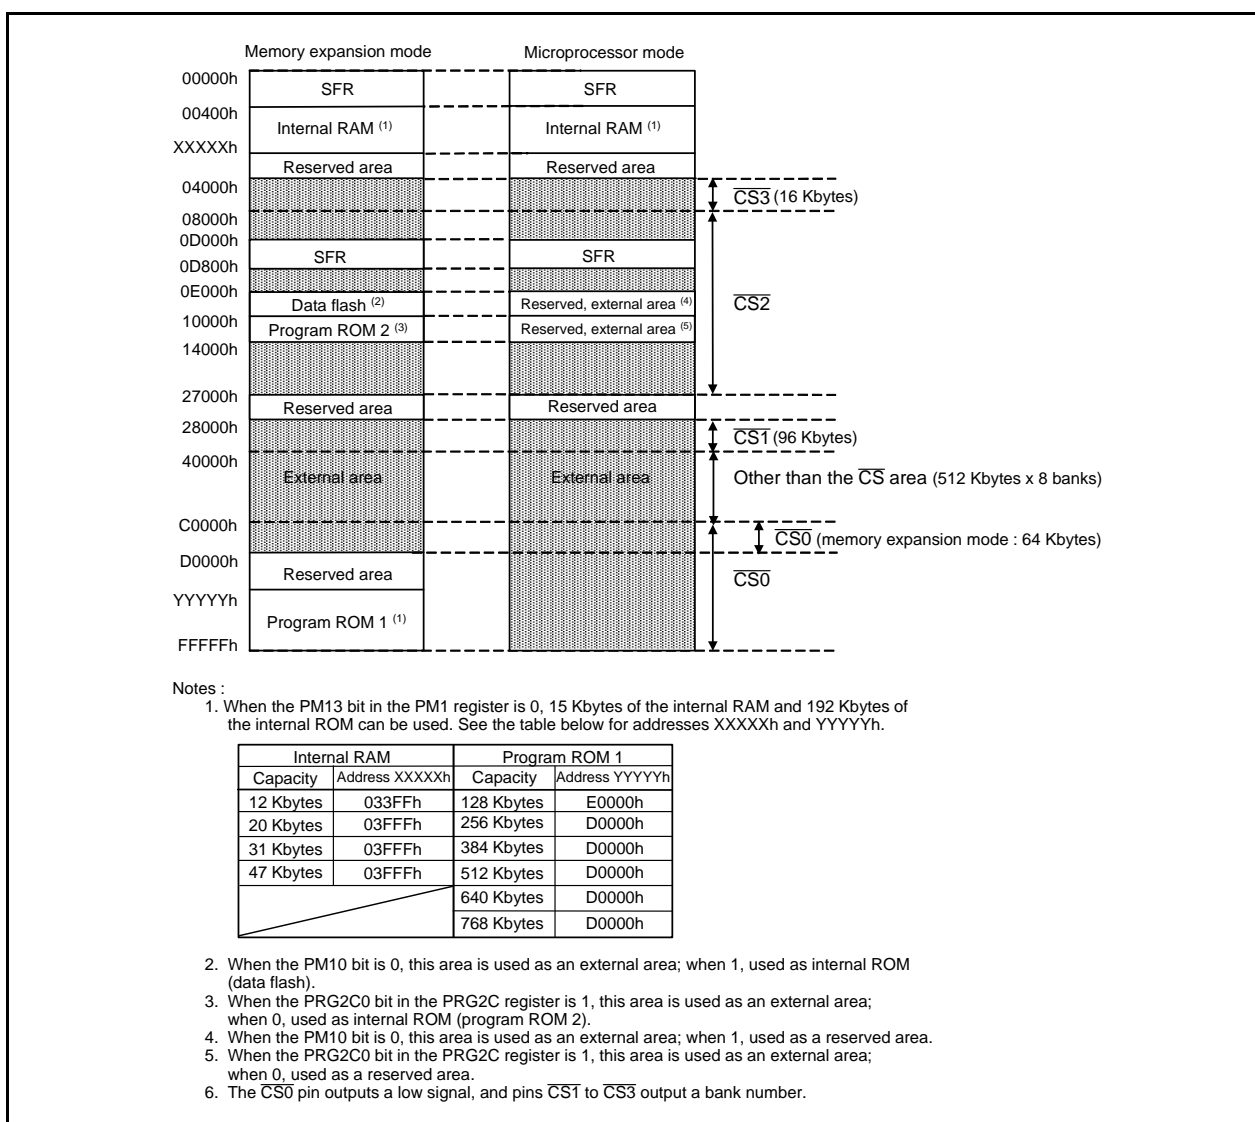 Memory expansion mode Microprocessor mode
00000h
SFR SFR
00400h
Internal RAM (1) Internal RAM (1)
XXXXXh
Reserved area Reserved area
04000h
CS3 (16 Kbytes)
08000h
0D000h
SFR SFR
0D800h
0E000h
Data flash (2) Reserved, external area (4) CS2
10000h
Program ROM 2 (3) Reserved, external area (5)
14000h
27000h
Reserved area Reserved area
28000h
CS1 (96 Kbytes)
40000h
External area External area Other than the CS area (512 Kbytes x 8 banks)
C0000h
CS0 (memory expansion mode : 64 Kbytes)
D0000h
Reserved area CS0
YYYYYh
Program ROM 1 (1)
FFFFFh
Notes :
1. When the PM13 bit in the PM1 register is 0, 15 Kbytes of the internal RAM and 192 Kbytes of
the internal ROM can be used. See the table below for addresses XXXXXh and YYYYYh.
Internal RAM Program ROM 1
Capacity Address XXXXXh Capacity Address YYYYYh
12 Kbytes 033FFh 128 Kbytes E0000h
20 Kbytes 03FFFh 256 Kbytes D0000h
31 Kbytes 03FFFh 384 Kbytes D0000h
47 Kbytes 03FFFh 512 Kbytes D0000h
640 Kbytes D0000h
768 Kbytes D0000h
2. When the PM10 bit is 0, this area is used as an external area; when 1, used as internal ROM
(data flash).
3. When the PRG2C0 bit in the PRG2C register is 1, this area is used as an external area;
when 0, used as internal ROM (program ROM 2).
4. When the PM10 bit is 0, this area is used as an external area; when 1, used as a reserved area.
5. When the PRG2C0 bit in the PRG2C register is 1, this area is used as an external area;
when 0, used as a reserved area.
6. The CS0 pin outputs a low signal, and pins CS1 to CS3 output a bank number.